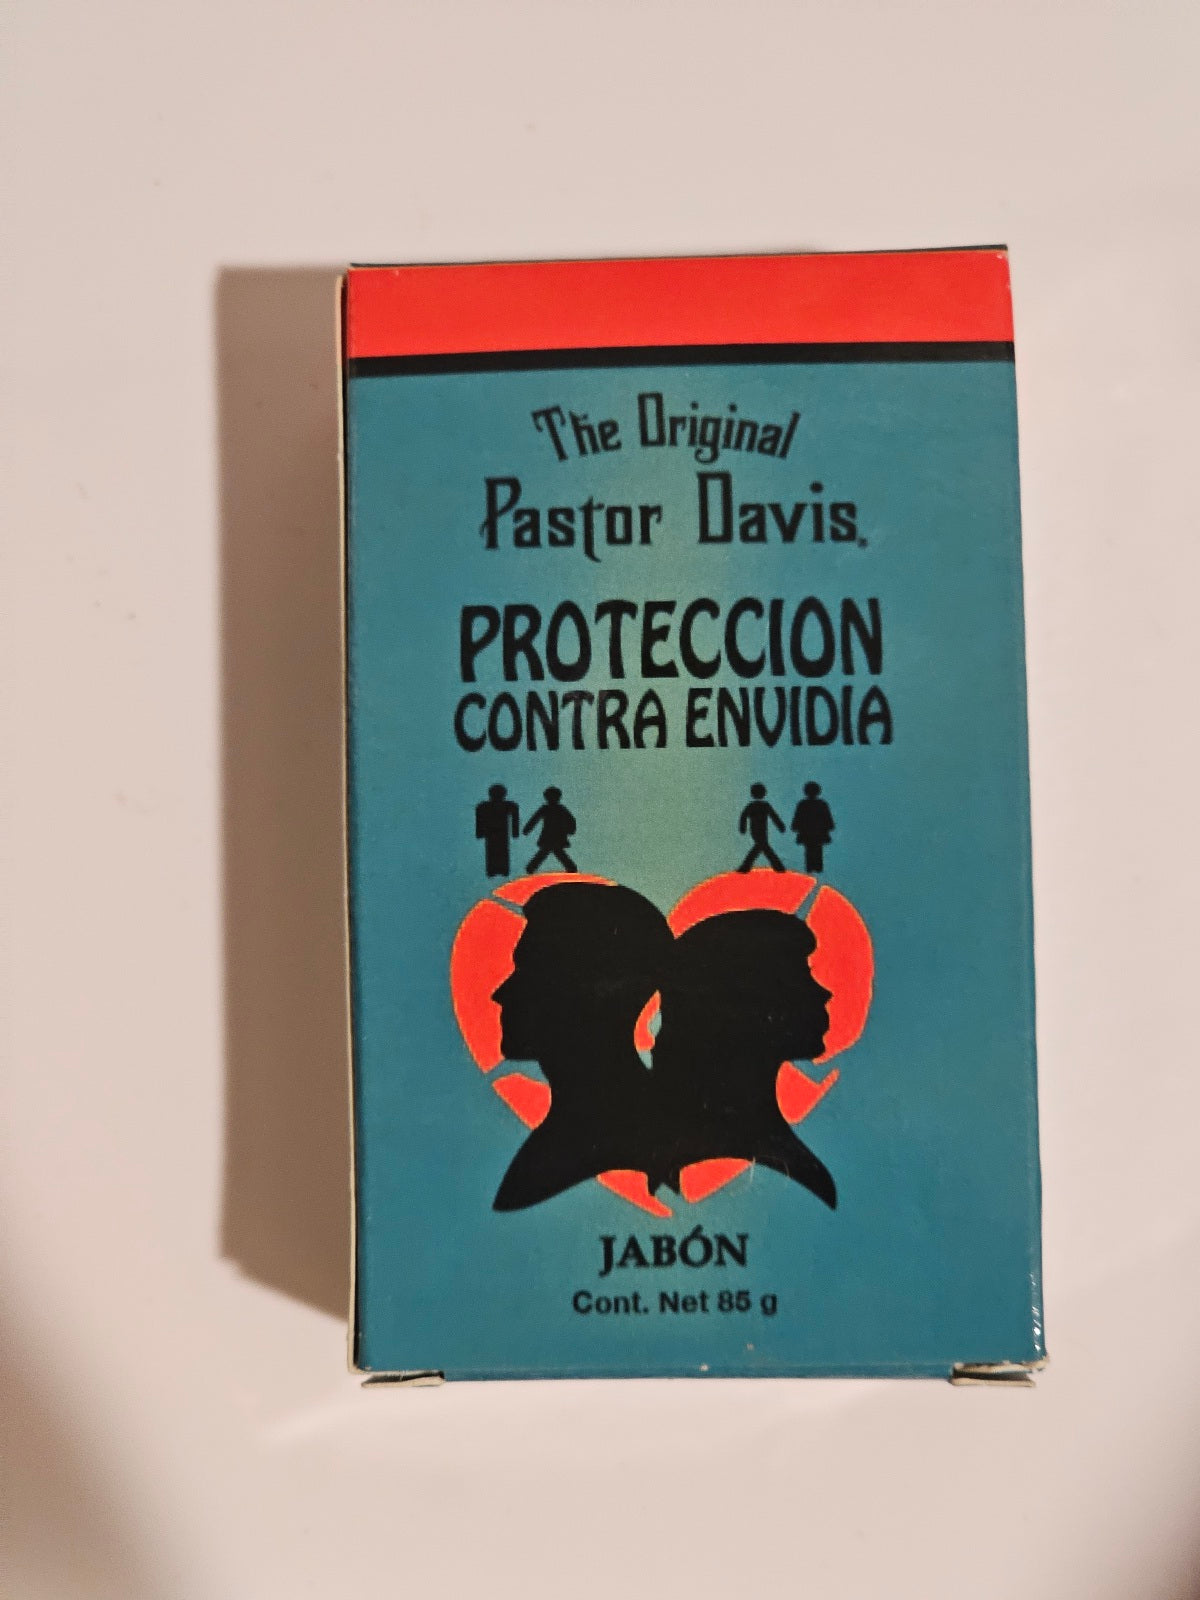 The Original
Pastor Davis.
PROTECCION
CONTRA ENVIDIA
JABÓN
Cont. Net 85 g